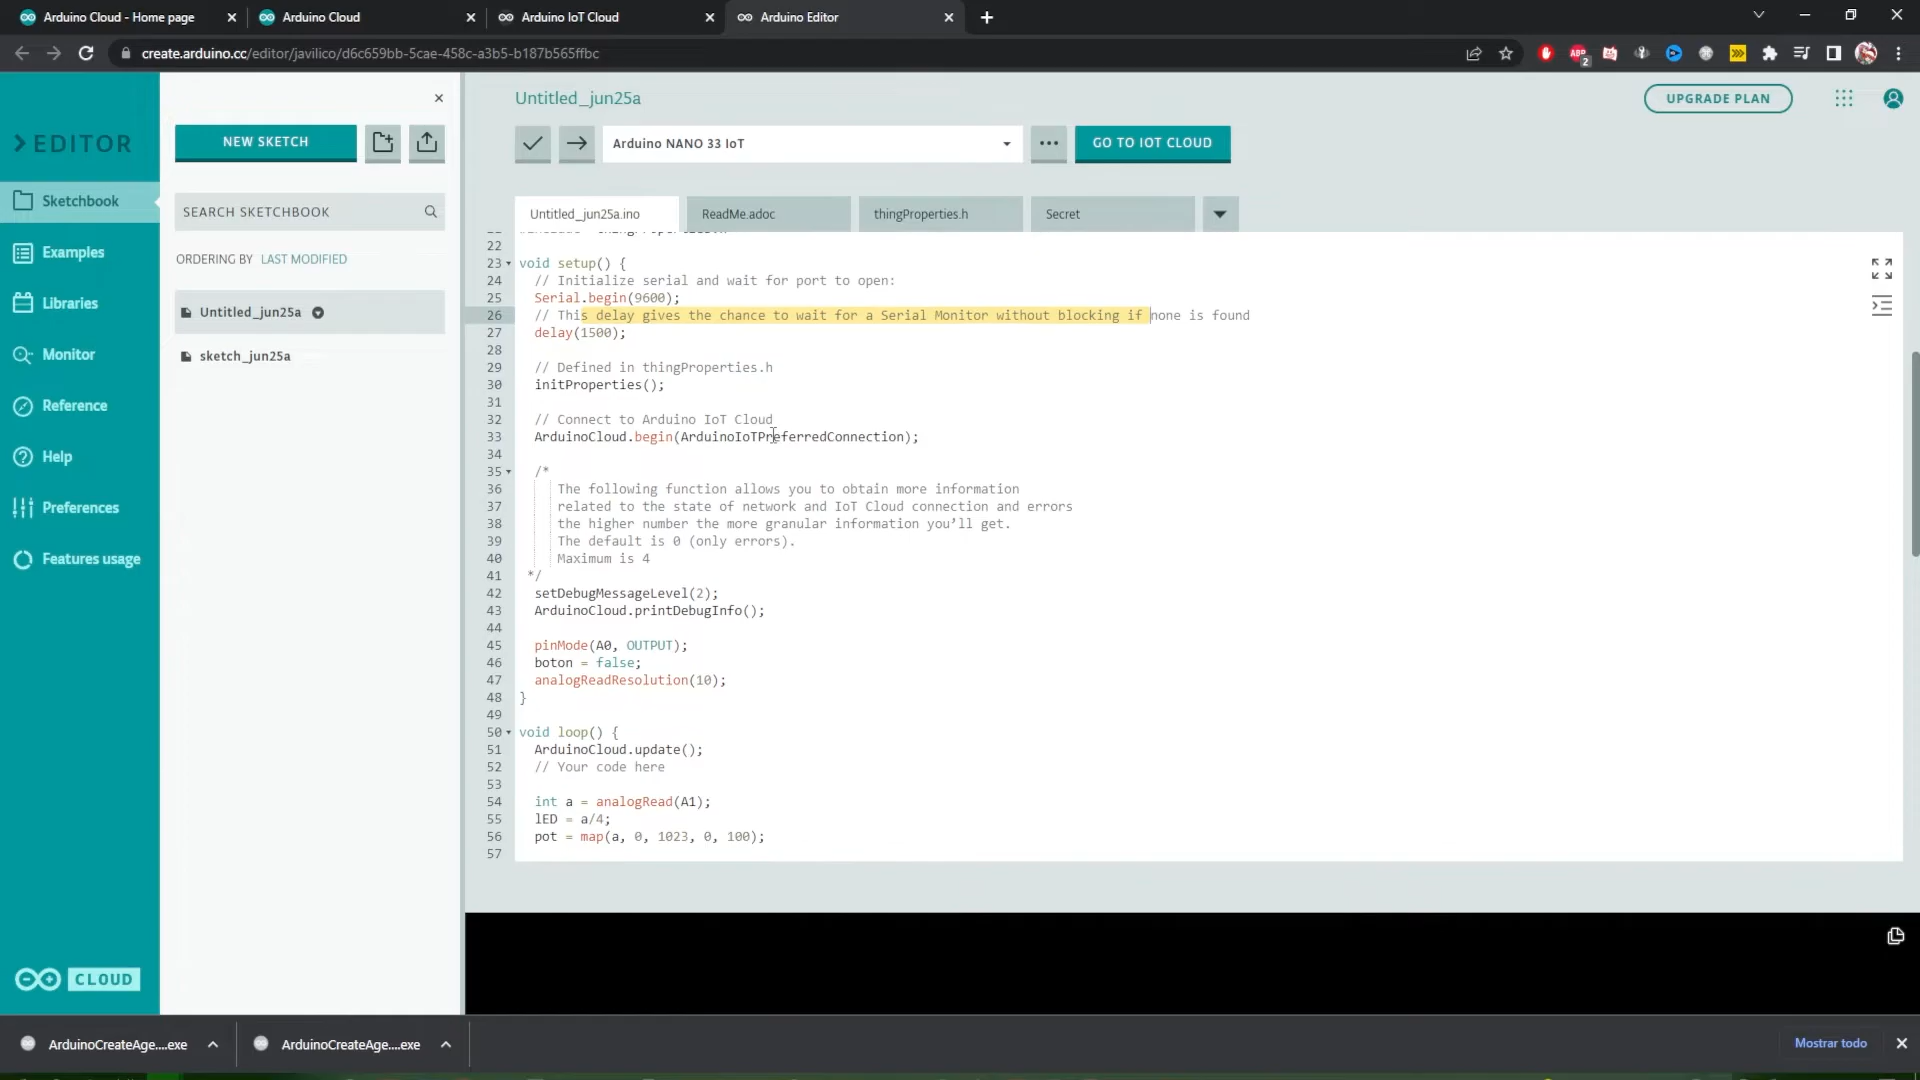 Arduino Cloud - Home page
Arduino Cloud
Arduino IoT Cloud
Arduino Editor
create.arduino.cc/editor/javilico/d6c659bb-5cae-458c-a3b5-b187b565ffbc
2
EDITOR
Sketchbook
Examples
Libraries
Monitor
Reference
Help
Preferences
Features usage
CLOUD
NEW SKETCH
SEARCH SKETCHBOOK
ORDERING BY LAST MODIFIED
Untitled_jun25a
sketch_jun25a
Untitled_jun25a
UPGRADE PLAN
Arduino NANO 33 IoT
GO TO IOT CLOUD
Untitled_jun25a.ino
ReadMe.adoc
thingProperties.h
Secret
22
23 void setup() {
24 // Initialize serial and wait for port to open:
25 Serial.begin(9600);
26 // This delay gives the chance to wait for a Serial Monitor without blocking if none is found
27 delay(1500);
28
29 // Defined in thingProperties.h
30 initProperties();
31
32 // Connect to Arduino IoT Cloud
33 ArduinoCloud.begin(ArduinoIoTPreferredConnection);
34
35 /*
36 The following function allows you to obtain more information
37 related to the state of network and IoT Cloud connection and errors
38 the higher number the more granular information you’ll get.
39 The default is 0 (only errors).
40 Maximum is 4
41 */
42 setDebugMessageLevel(2);
43 ArduinoCloud.printDebugInfo();
44
45 pinMode(A0, OUTPUT);
46 boton = false;
47 analogReadResolution(10);
48 }
49
50 void loop() {
51 ArduinoCloud.update();
52 // Your code here
53
54 int a = analogRead(A1);
55 lED = a/4;
56 pot = map(a, 0, 1023, 0, 100);
57
ArduinoCreateAge....exe
ArduinoCreateAge....exe
Mostrar todo